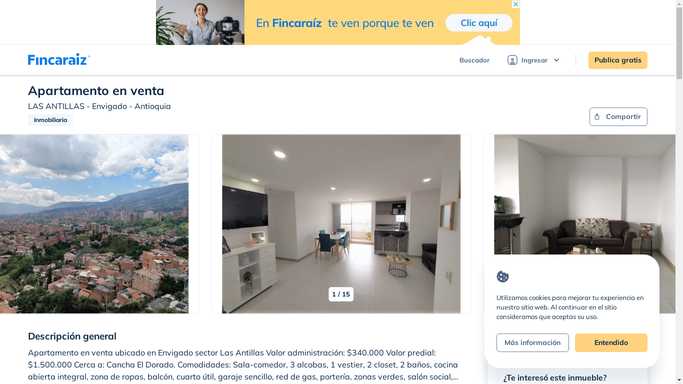 En Fincaraíz te ven porque te ven
Clic aquí
Fincaraíz
Buscador
Ingresar
Publica gratis
Apartamento en venta
LAS ANTILLAS - Envigado - Antioquia
Inmobiliaria
Compartir
1 / 15
Utilizamos cookies para mejorar tu experiencia en
nuestro sitio web. Al continuar en el sitio
consideramos que aceptas su uso.
Más información
Entendido
Descripción general
Apartamento en venta ubicado en Envigado sector Las Antillas Valor administración: $340.000 Valor predial:
$1.500.000 Cerca a: Cancha El Dorado. Comodidades: Sala-comedor, 3 alcobas, 1 vestier, 2 closet, 2 baños, cocina
abierta integral, zona de ropas, balcón, cuarta útil, garaje sencillo, red de gas, portería, zonas verdes, salón social,...
¿Te interesó este inmueble?